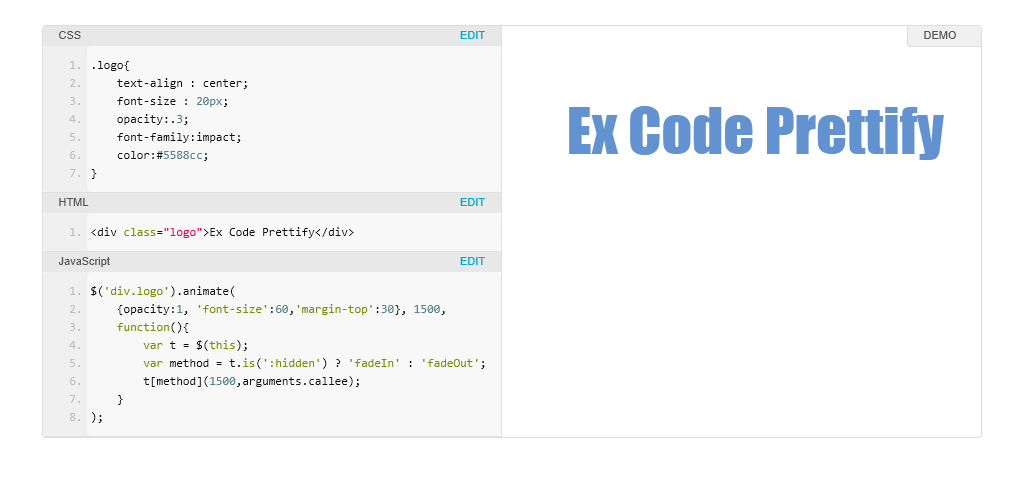 CSS EDIT
1. .logo{
2.     text-align : center;
3.     font-size : 20px;
4.     opacity:.3;
5.     font-family:impact;
6.     color:#5588cc;
7. }
HTML EDIT
1. <div class="logo">Ex Code Prettify</div>
JavaScript EDIT
1. $('div.logo').animate(
2.     {opacity:1, 'font-size':60,'margin-top':30}, 1500,
3.     function(){
4.         var t = $(this);
5.         var method = t.is(':hidden') ? 'fadeIn' : 'fadeOut';
6.         t[method](1500,arguments.callee);
7.     }
8. );
DEMO
Ex Code Prettify